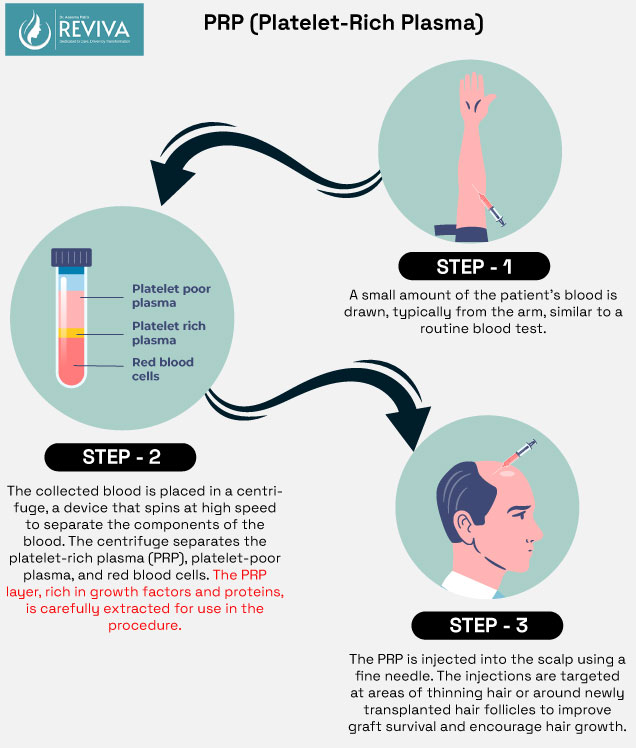 Dr. Aneesha Pal's
REVIVA
PRP (Platelet-Rich Plasma)
STEP - 1
A small amount of the patient's blood is
drawn, typically from the arm, similar to a
routine blood test.
Platelet poor
plasma
Platelet rich
plasma
Red blood
cells
STEP - 2
The collected blood is placed in a centri-
fuge, a device that spins at high speed
to separate the components of the
blood. The centrifuge separates the
platelet-rich plasma (PRP), platelet-poor
plasma, and red blood cells. The PRP
layer, rich in growth factors and proteins,
is carefully extracted for use in the
procedure.
STEP - 3
The PRP is injected into the scalp using a
fine needle. The injections are targeted
at areas of thinning hair or around newly
transplanted hair follicles to improve
graft survival and encourage hair growth.